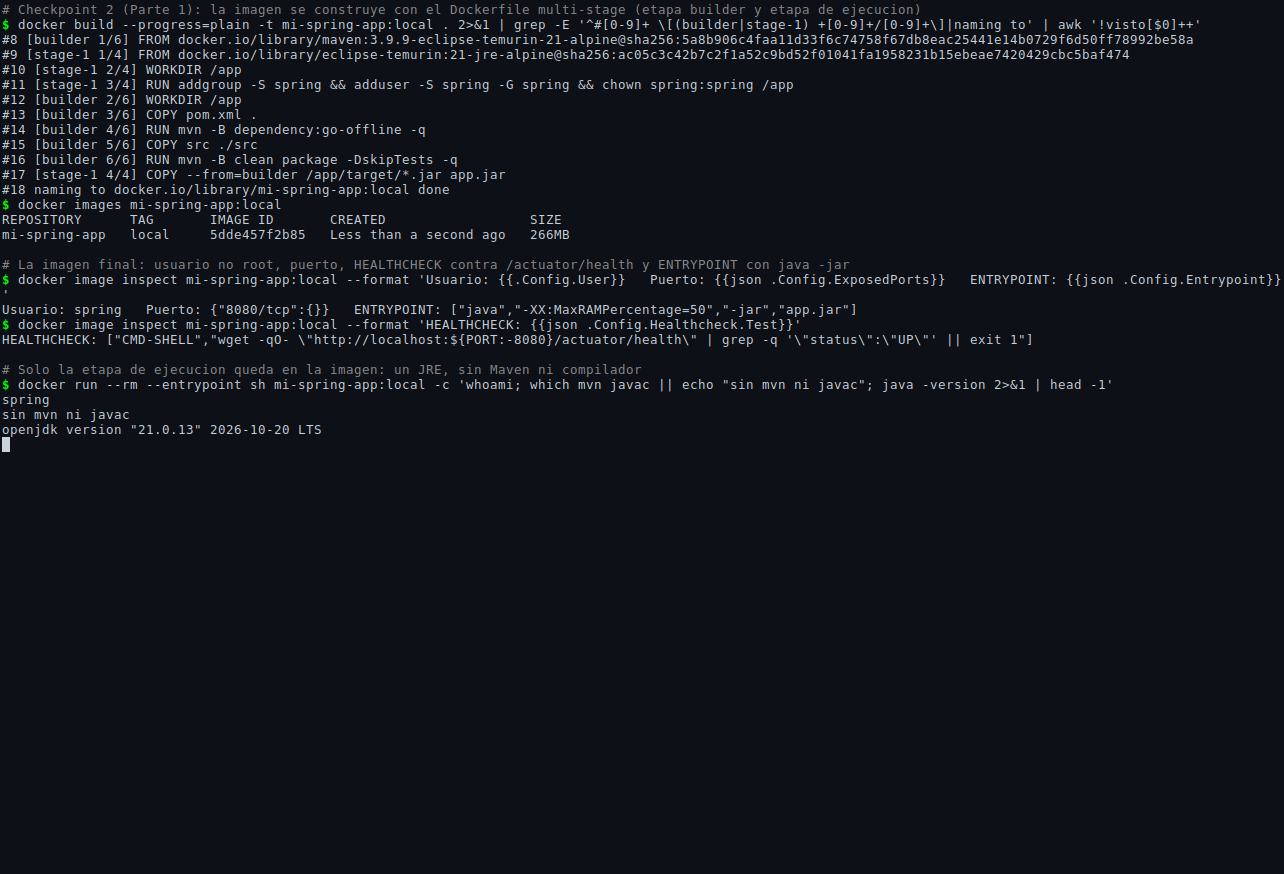 # Checkpoint 2 (Parte 1): la imagen se construye con el Dockerfile multi-stage (etapa builder y etapa de ejecucion)
$ docker build --progress=plain -t mi-spring-app:local . 2>&1 | grep -E '^#[0-9]+ \[(builder|stage-1) +[0-9]+/[0-9]+\]|naming to' | awk '!visto[$0]++'
#8 [builder 1/6] FROM docker.io/library/maven:3.9.9-eclipse-temurin-21-alpine@sha256:5a8b906c4faa11d33f6c74758f67db8eac25441e14b0729f6d50ff78992be58a
#9 [stage-1 1/4] FROM docker.io/library/eclipse-temurin:21-jre-alpine@sha256:ac05c3c42b7c2f1a52c9bd52f01041fa1958231b15ebeae7420429cbc5baf474
#10 [stage-1 2/4] WORKDIR /app
#11 [stage-1 3/4] RUN addgroup -S spring && adduser -S spring -G spring && chown spring:spring /app
#12 [builder 2/6] WORKDIR /app
#13 [builder 3/6] COPY pom.xml .
#14 [builder 4/6] RUN mvn -B dependency:go-offline -q
#15 [builder 5/6] COPY src ./src
#16 [builder 6/6] RUN mvn -B clean package -DskipTests -q
#17 [stage-1 4/4] COPY --from=builder /app/target/*.jar app.jar
#18 naming to docker.io/library/mi-spring-app:local done
$ docker images mi-spring-app:local
REPOSITORY      TAG       IMAGE ID       CREATED                  SIZE
mi-spring-app   local     5dde457f2b85   Less than a second ago   266MB

# La imagen final: usuario no root, puerto, HEALTHCHECK contra /actuator/health y ENTRYPOINT con java -jar
$ docker image inspect mi-spring-app:local --format 'Usuario: {{.Config.User}}   Puerto: {{json .Config.ExposedPorts}}   ENTRYPOINT: {{json .Config.Entrypoint}}
'
Usuario: spring   Puerto: {"8080/tcp":{}}   ENTRYPOINT: ["java","-XX:MaxRAMPercentage=50","-jar","app.jar"]
$ docker image inspect mi-spring-app:local --format 'HEALTHCHECK: {{json .Config.Healthcheck.Test}}'
HEALTHCHECK: ["CMD-SHELL","wget -qO- \"http://localhost:${PORT:-8080}/actuator/health\" | grep -q '\"status\":\"UP\"' || exit 1"]

# Solo la etapa de ejecucion queda en la imagen: un JRE, sin Maven ni compilador
$ docker run --rm --entrypoint sh mi-spring-app:local -c 'whoami; which mvn javac || echo "sin mvn ni javac"; java -version 2>&1 | head -1'
spring
sin mvn ni javac
openjdk version "21.0.13" 2026-10-20 LTS